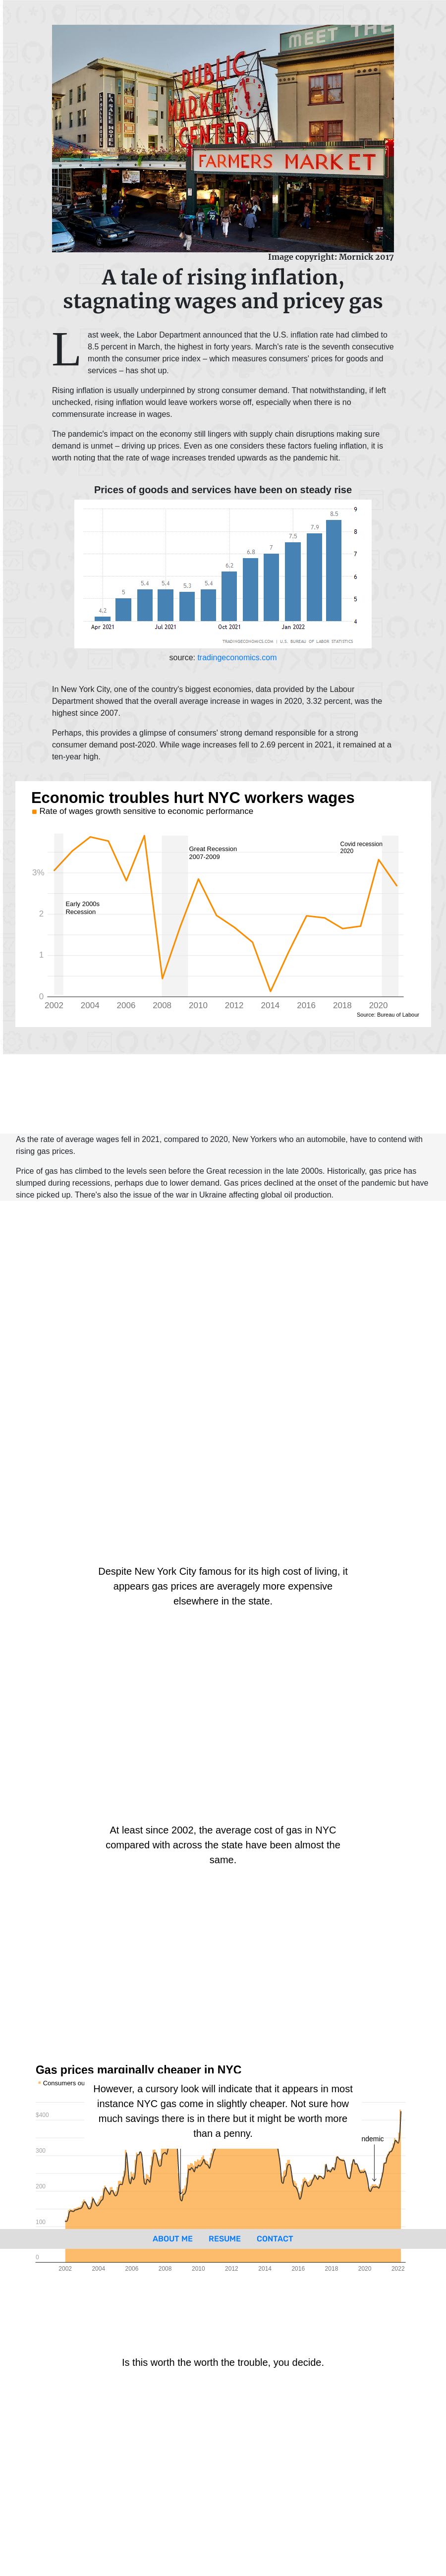 MEET THE
PUBLIC
MARKET
CENTER
FARMERS MARKET
Image copyright: Mornick 2017
A tale of rising inflation,
stagnating wages and pricey gas
Last week, the Labor Department announced that the U.S. inflation rate had climbed to
8.5 percent in March, the highest in forty years. March's rate is the seventh consecutive
month the consumer price index – which measures consumers' prices for goods and
services – has shot up.
Rising inflation is usually underpinned by strong consumer demand. That notwithstanding, if left
unchecked, rising inflation would leave workers worse off, especially when there is no
commensurate increase in wages.
The pandemic's impact on the economy still lingers with supply chain disruptions making sure
demand is unmet – driving up prices. Even as one considers these factors fueling inflation, it is
worth noting that the rate of wage increases trended upwards as the pandemic hit.
Prices of goods and services have been on steady rise
9
8
7
6
5
4
4.2
5
5.4
5.4
5.3
5.4
6.2
6.8
7
7.5
7.9
8.5
Apr 2021
Jul 2021
Oct 2021
Jan 2022
TRADINGECONOMICS.COM | U.S. BUREAU OF LABOR STATISTICS
source: tradingeconomics.com
In New York City, one of the country's biggest economies, data provided by the Labour
Department showed that the overall average increase in wages in 2020, 3.32 percent, was the
highest since 2007.
Perhaps, this provides a glimpse of consumers' strong demand responsible for a strong
consumer demand post-2020. While wage increases fell to 2.69 percent in 2021, it remained at a
ten-year high.
Economic troubles hurt NYC workers wages
Rate of wages growth sensitive to economic performance
Great Recession
2007-2009
Covid recession
2020
Early 2000s
Recession
3%
2
1
0
2002
2004
2006
2008
2010
2012
2014
2016
2018
2020
Source: Bureau of Labour
As the rate of average wages fell in 2021, compared to 2020, New Yorkers who an automobile, have to contend with
rising gas prices.
Price of gas has climbed to the levels seen before the Great recession in the late 2000s. Historically, gas price has
slumped during recessions, perhaps due to lower demand. Gas prices declined at the onset of the pandemic but have
since picked up. There's also the issue of the war in Ukraine affecting global oil production.
Despite New York City famous for its high cost of living, it
appears gas prices are averagely more expensive
elsewhere in the state.
At least since 2002, the average cost of gas in NYC
compared with across the state have been almost the
same.
Gas prices marginally cheaper in NYC
Consumers ou
However, a cursory look will indicate that it appears in most
instance NYC gas come in slightly cheaper. Not sure how
much savings there is in there but it might be worth more
than a penny.
ndemic
$400
300
200
100
0
ABOUT ME RESUME CONTACT
2002
2004
2006
2008
2010
2012
2014
2016
2018
2020
2022
Is this worth the worth the trouble, you decide.